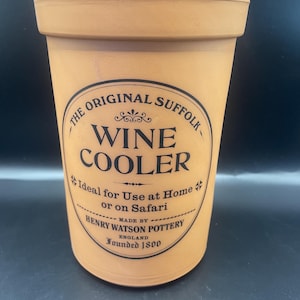 THE ORIGINAL SUFFOLK
WINE
COOLER
Ideal for Use at Home
or on Safari
MADE BY
HENRY WATSON POTTERY
ENGLAND
Founded 1800